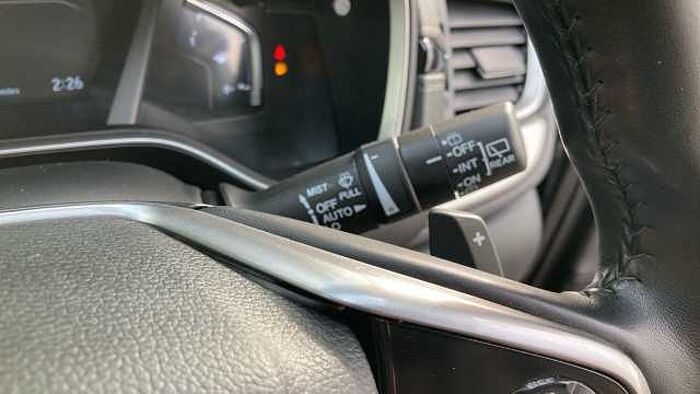 2:26
MIST
PULL
OFF
AUTO
OFF
INT
ON
REAR
+